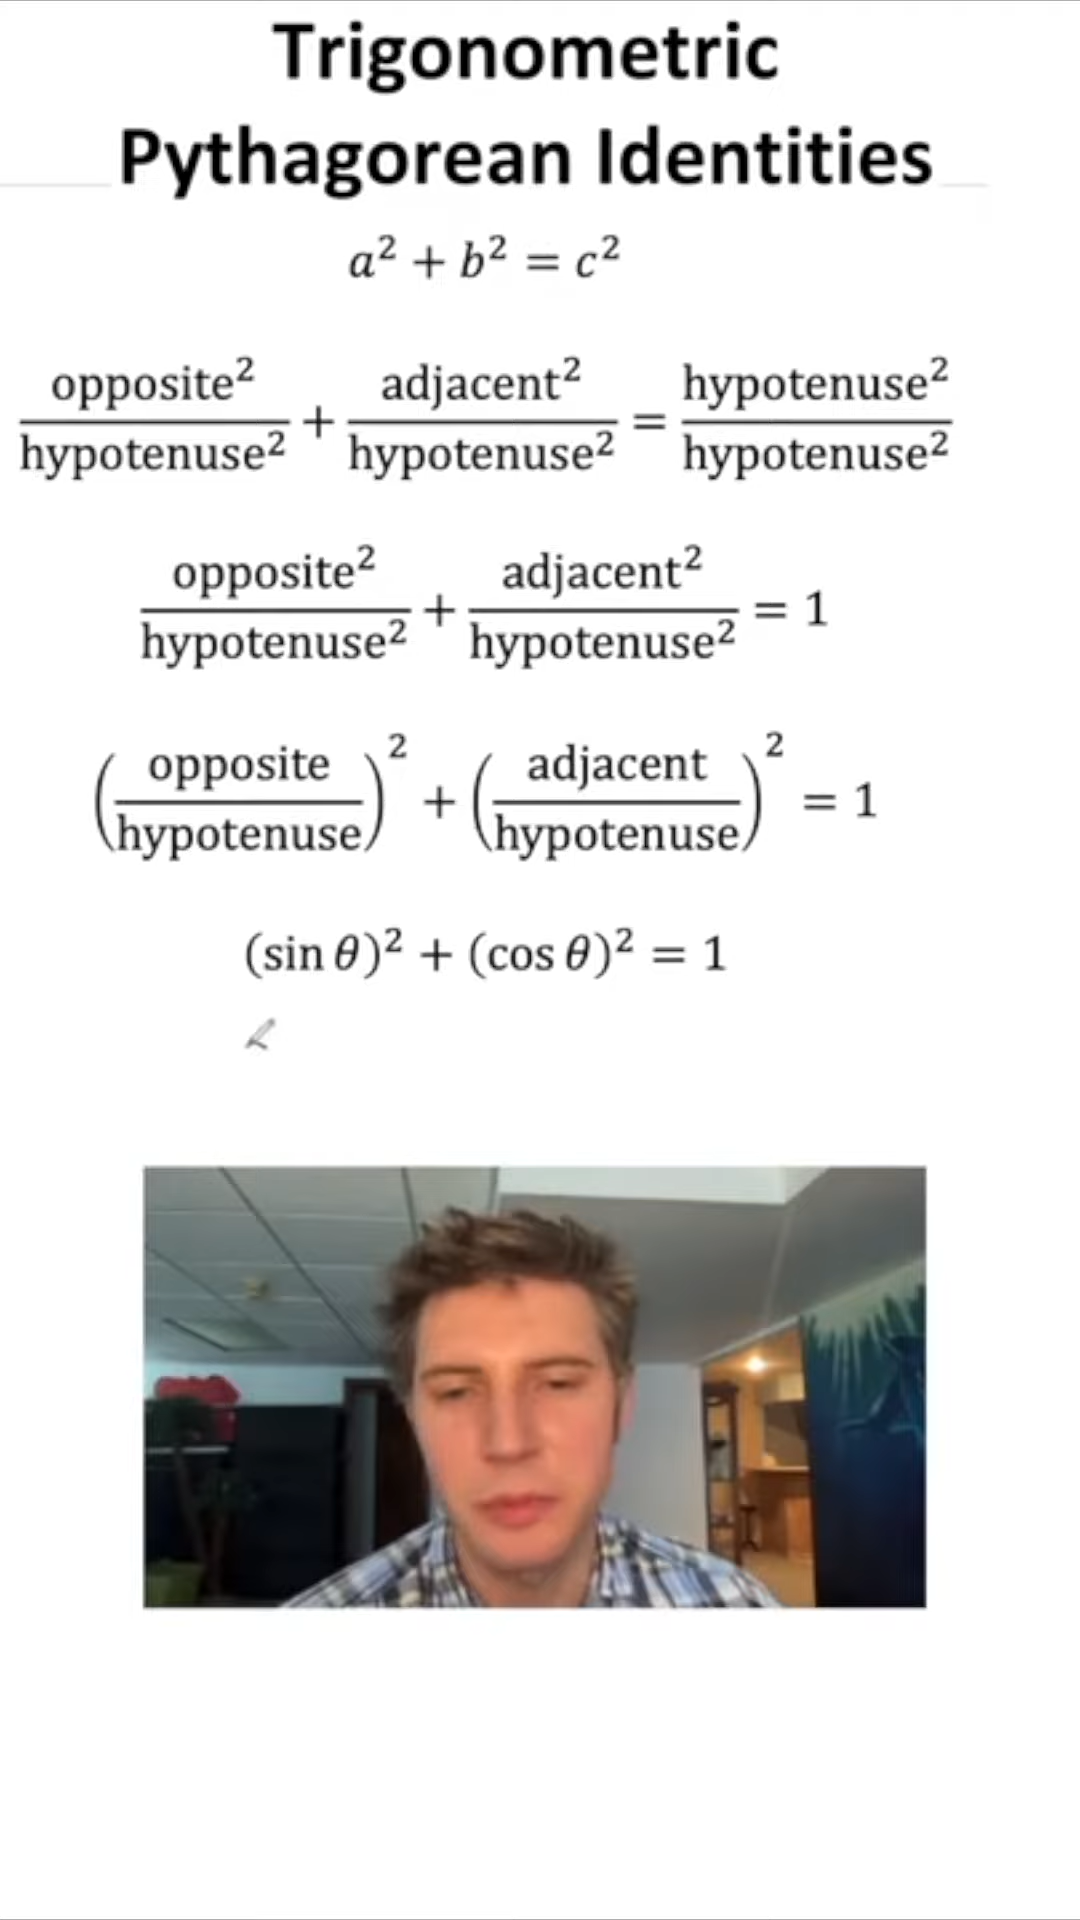 Trigonometric
Pythagorean Identities
a² + b² = c²
opposite²/hypotenuse² + adjacent²/hypotenuse² = hypotenuse²/hypotenuse²
opposite²/hypotenuse² + adjacent²/hypotenuse² = 1
(opposite/hypotenuse)² + (adjacent/hypotenuse)² = 1
(sin θ)² + (cos θ)² = 1